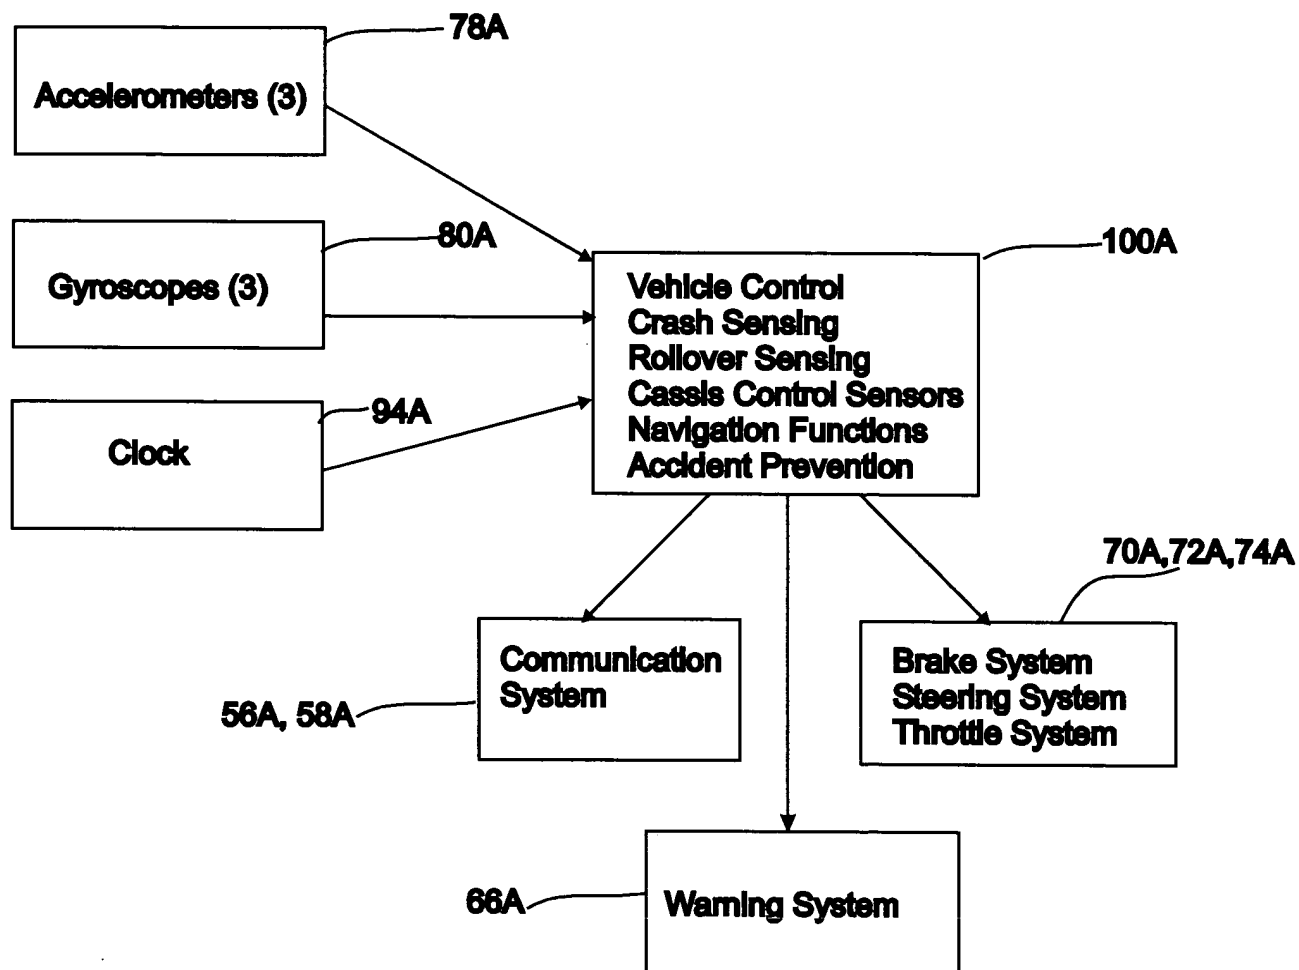 78A
Accelerometers (3)
80A
Gyroscopes (3)
94A
Clock
100A
Vehicle Control
Crash Sensing
Rollover Sensing
Cassis Control Sensors
Navigation Functions
Accident Prevention
70A,72A,74A
Communication
System
56A, 58A
Brake System
Steering System
Throttle System
66A
Warning System